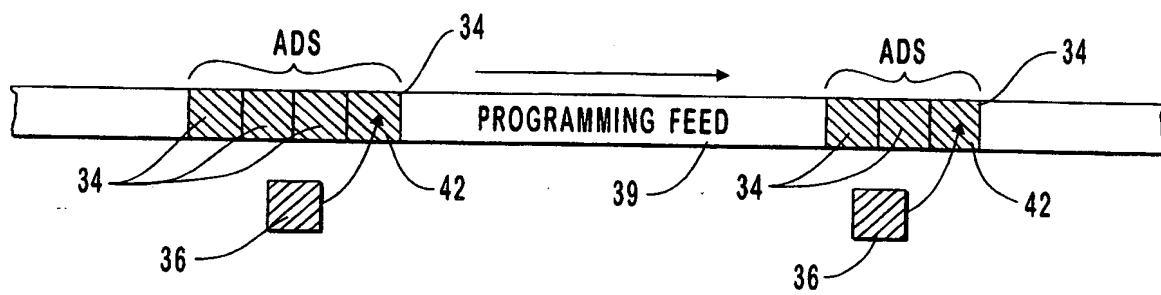 ADS 34 ADS 34
PROGRAMMING FEED
34 42 39 34 42
36 36